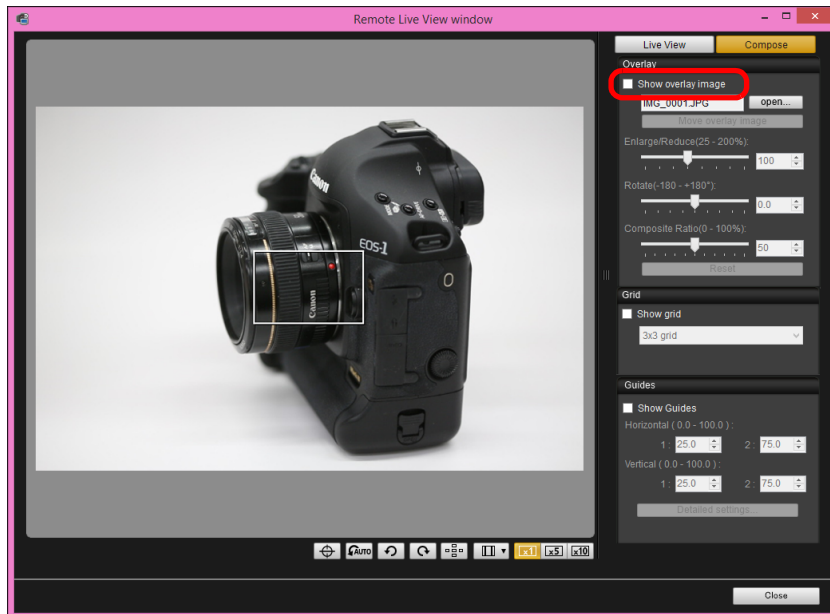 Remote Live View window
Live View
Compose
Overlay
Show overlay image
IMG_0001.JPG
open...
Move overlay image
Enlarge/Reduce(25 - 200%):
100
Rotate(-180 - +180°):
0.0
Composite Ratio(0 - 100%):
50
Reset
Grid
Show grid
3x3 grid
Guides
Show Guides
Horizontal ( 0.0 - 100.0 ) :
1 : 25.0 2 : 75.0
Vertical ( 0.0 - 100.0 ) :
1 : 25.0 2 : 75.0
Detailed settings...
Canon
EOS-1
Canon
AUTO
x1 x5 x10
Close